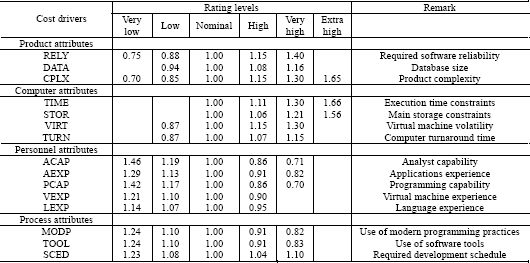 Cost drivers Rating levels Remark
Very low Low Nominal High Very high Extra high
Product attributes
RELY 0.75 0.88 1.00 1.15 1.40 Required software reliability
DATA 0.94 1.00 1.08 1.16 Database size
CPLX 0.70 0.85 1.00 1.15 1.30 1.65 Product complexity
Computer attributes
TIME 1.00 1.11 1.30 1.66 Execution time constraints
STOR 1.00 1.06 1.21 1.56 Main storage constraints
VIRT 0.87 1.00 1.15 1.30 Virtual machine volatility
TURN 0.87 1.00 1.07 1.15 Computer turnaround time
Personnel attributes
ACAP 1.46 1.19 1.00 0.86 0.71 Analyst capability
AEXP 1.29 1.13 1.00 0.91 0.82 Applications experience
PCAP 1.42 1.17 1.00 0.86 0.70 Programming capability
VEXP 1.21 1.10 1.00 0.90 Virtual machine experience
LEXP 1.14 1.07 1.00 0.95 Language experience
Process attributes
MODP 1.24 1.10 1.00 0.91 0.82 Use of modern programming practices
TOOL 1.24 1.10 1.00 0.91 0.83 Use of software tools
SCED 1.23 1.08 1.00 1.04 1.10 Required development schedule